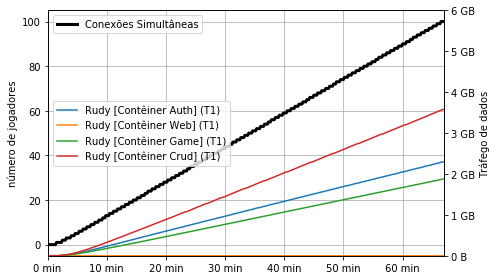 100
80
60
40
20
0
número de jogadores
Conexões Simultâneas
Rudy [Contêiner Auth] (T1)
Rudy [Contêiner Web] (T1)
Rudy [Contêiner Game] (T1)
Rudy [Contêiner Crud] (T1)
6 GB
5 GB
4 GB
3 GB
2 GB
1 GB
0 B
Tráfego de dados
0 min 10 min 20 min 30 min 40 min 50 min 60 min